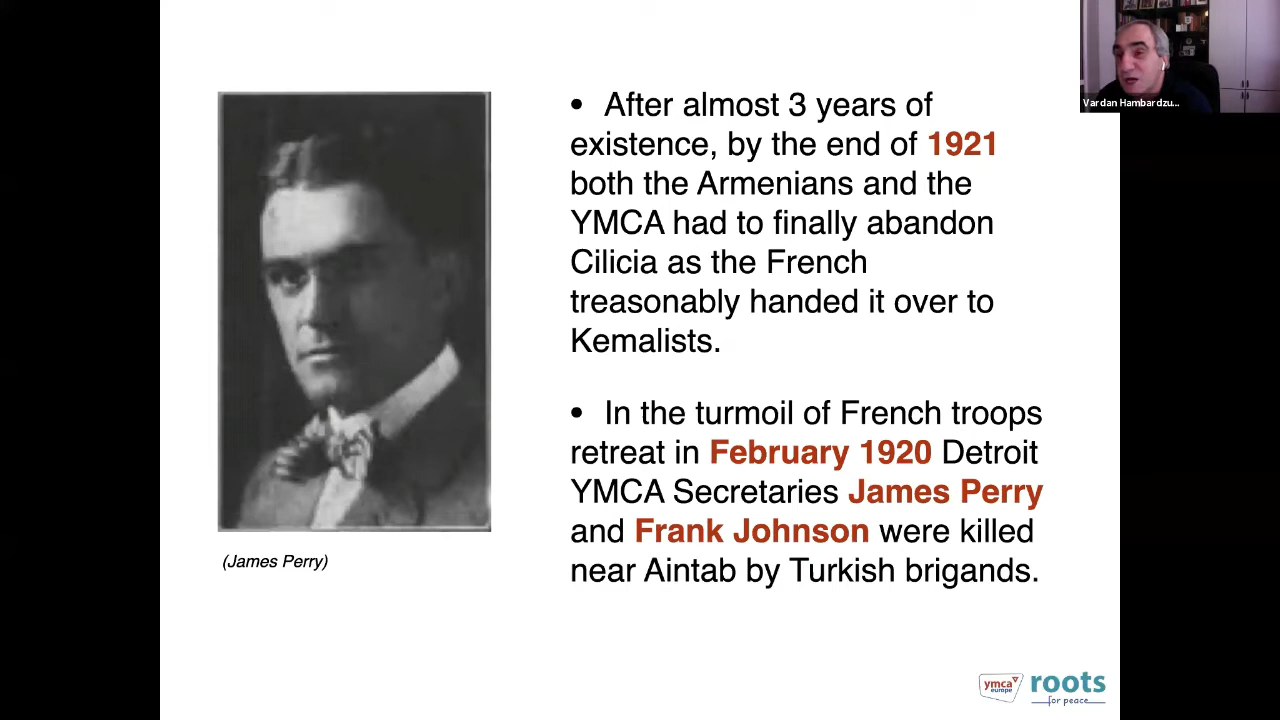 Vardan Hambardzu...
• After almost 3 years of
existence, by the end of 1921
both the Armenians and the
YMCA had to finally abandon
Cilicia as the French
treasonably handed it over to
Kemalists.
• In the turmoil of French troops
retreat in February 1920 Detroit
YMCA Secretaries James Perry
and Frank Johnson were killed
near Aintab by Turkish brigands.
(James Perry)
ymca
europe
roots
for peace